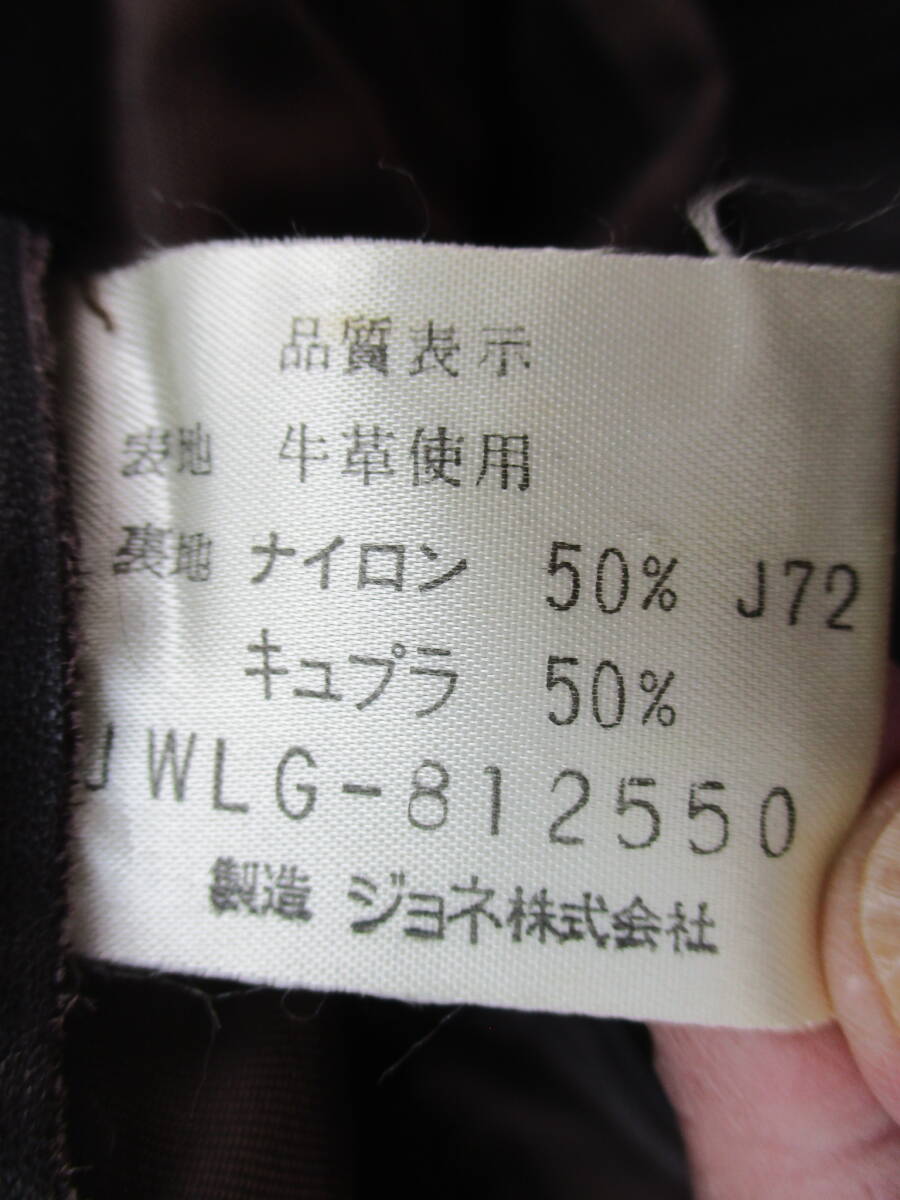 品質表示
表地 牛革使用
裏地 ナイロン 50% J72
キュプラ 50%
JWLG-812550
製造 ジョネ株式会社